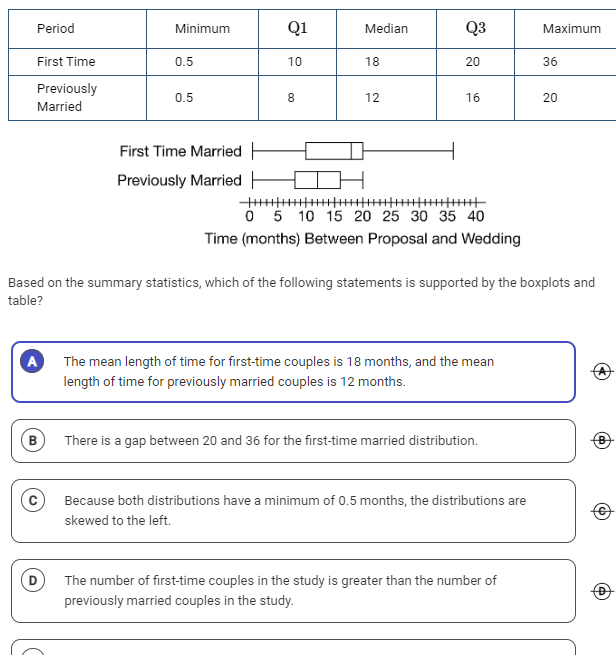 Period Minimum Q1 Median Q3 Maximum
First Time 0.5 10 18 20 36
Previously
Married 0.5 8 12 16 20
First Time Married
Previously Married
0 5 10 15 20 25 30 35 40
Time (months) Between Proposal and Wedding
Based on the summary statistics, which of the following statements is supported by the boxplots and
table?
A The mean length of time for first-time couples is 18 months, and the mean
length of time for previously married couples is 12 months.
A
B There is a gap between 20 and 36 for the first-time married distribution.
B
C Because both distributions have a minimum of 0.5 months, the distributions are
skewed to the left.
C
D The number of first-time couples in the study is greater than the number of
previously married couples in the study.
D